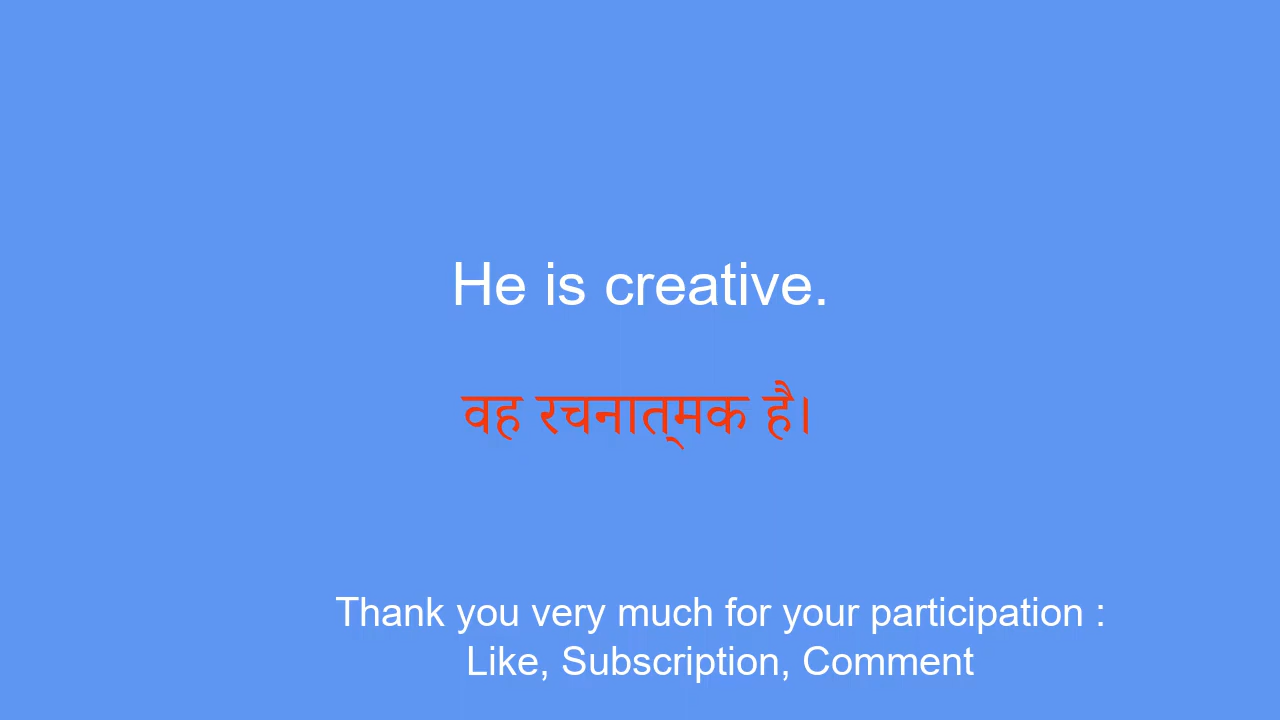 He is creative.
वह रचनात्मक है।
Thank you very much for your participation :
Like, Subscription, Comment